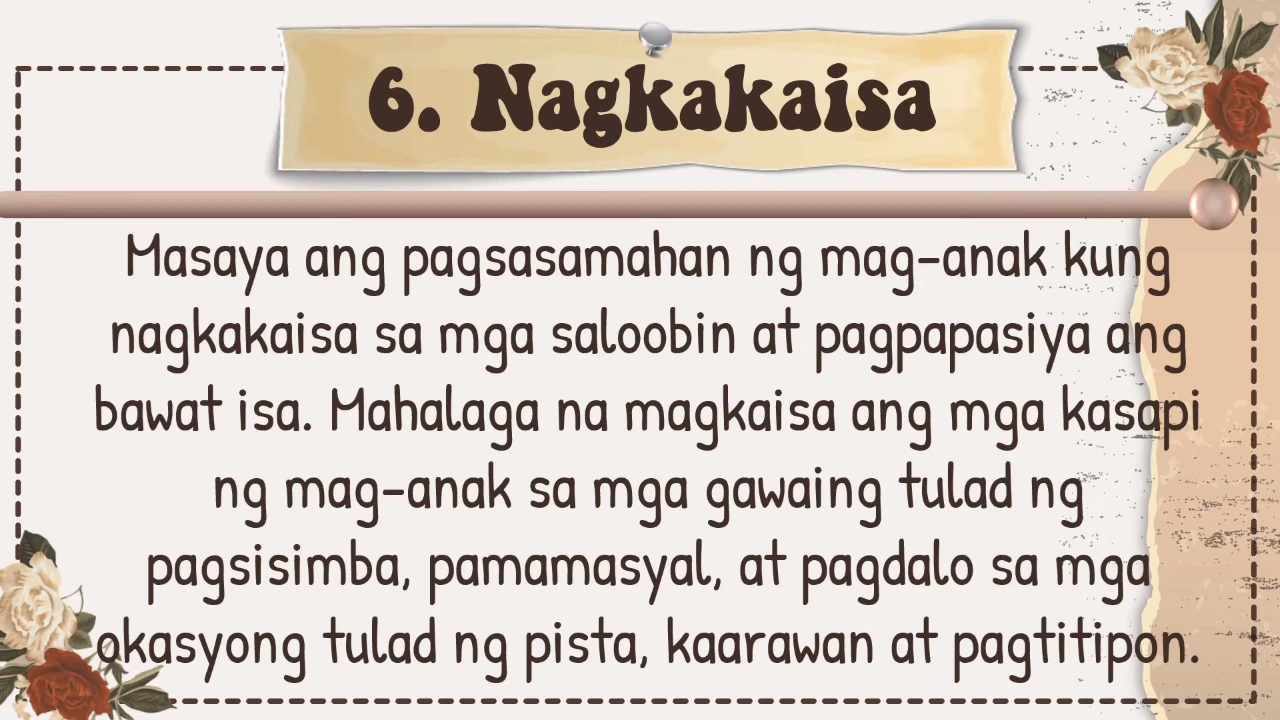 6. Nagkakaisa
Masaya ang pagsasamahan ng mag-anak kung
nagkakaisa sa mga saloobin at pagpapasiya ang
bawat isa. Mahalaga na magkaisa ang mga kasapi
ng mag-anak sa mga gawaing tulad ng
pagsisimba, pamamasyal, at pagdalo sa mga
okasyong tulad ng pista, kaarawan at pagtitipon.